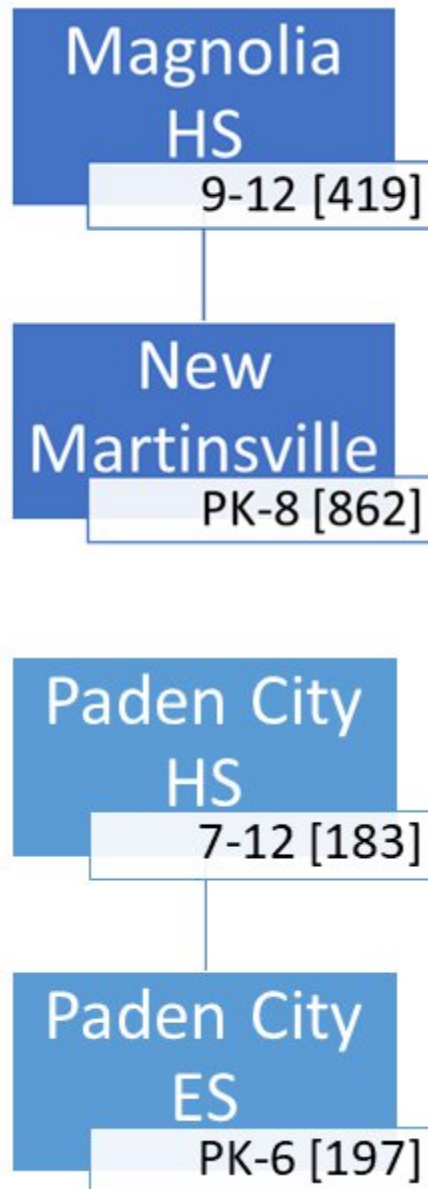 Magnolia
HS
9-12 [419]
New
Martinsville
PK-8 [862]
Paden City
HS
7-12 [183]
Paden City
ES
PK-6 [197]